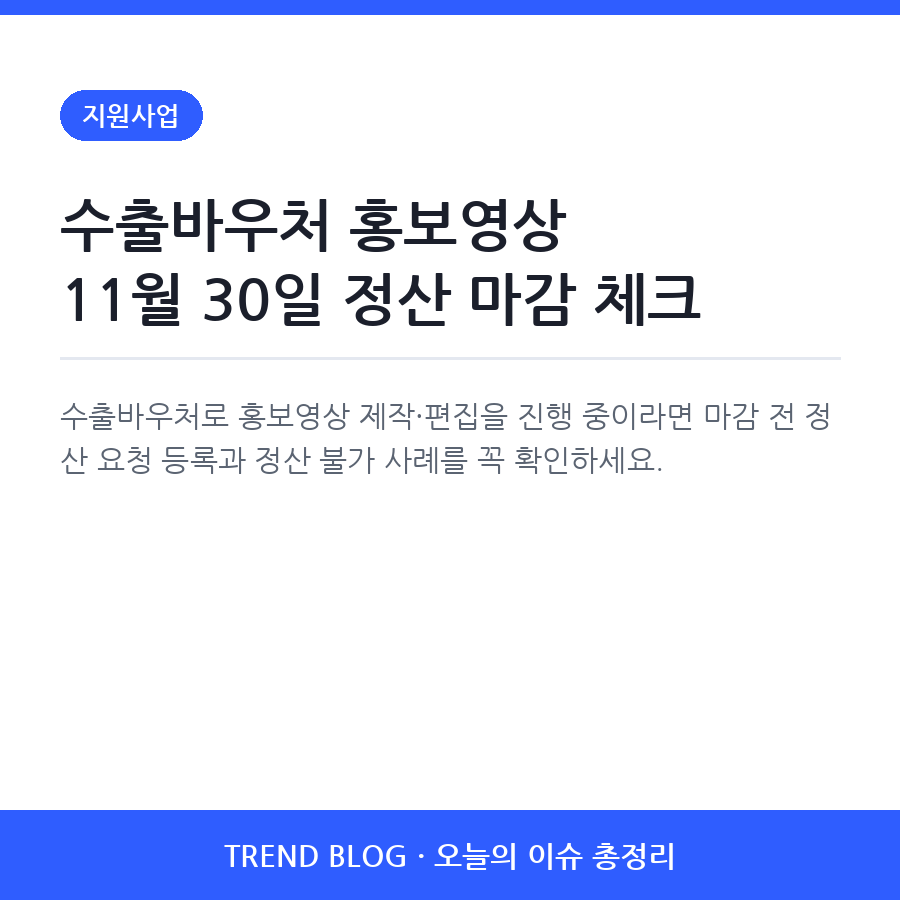 지원사업
수출바우처 홍보영상
11월 30일 정산 마감 체크
수출바우처로 홍보영상 제작·편집을 진행 중이라면 마감 전 정
산 요청 등록과 정산 불가 사례를 꼭 확인하세요.
TREND BLOG · 오늘의 이슈 총정리